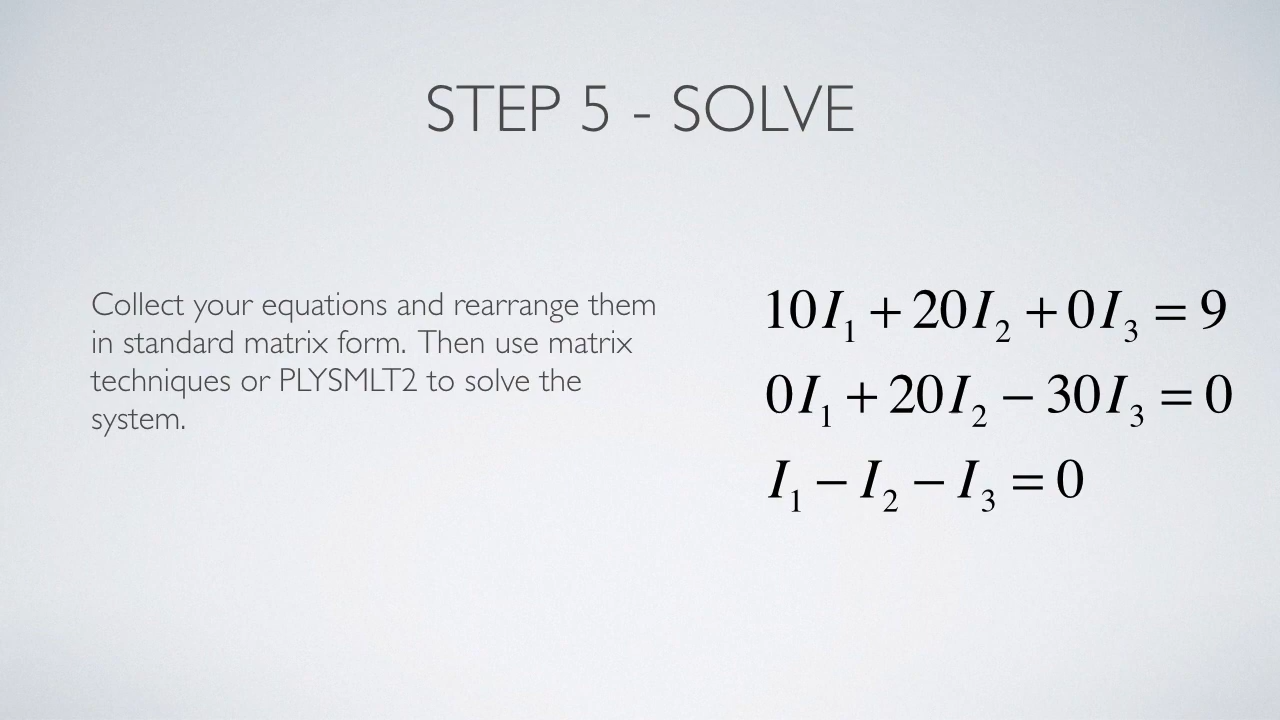 STEP 5 - SOLVE
Collect your equations and rearrange them
in standard matrix form. Then use matrix
techniques or PLYSMLT2 to solve the
system.
10I₁ + 20I₂ + 0I₃ = 9
0I₁ + 20I₂ − 30I₃ = 0
I₁ − I₂ − I₃ = 0